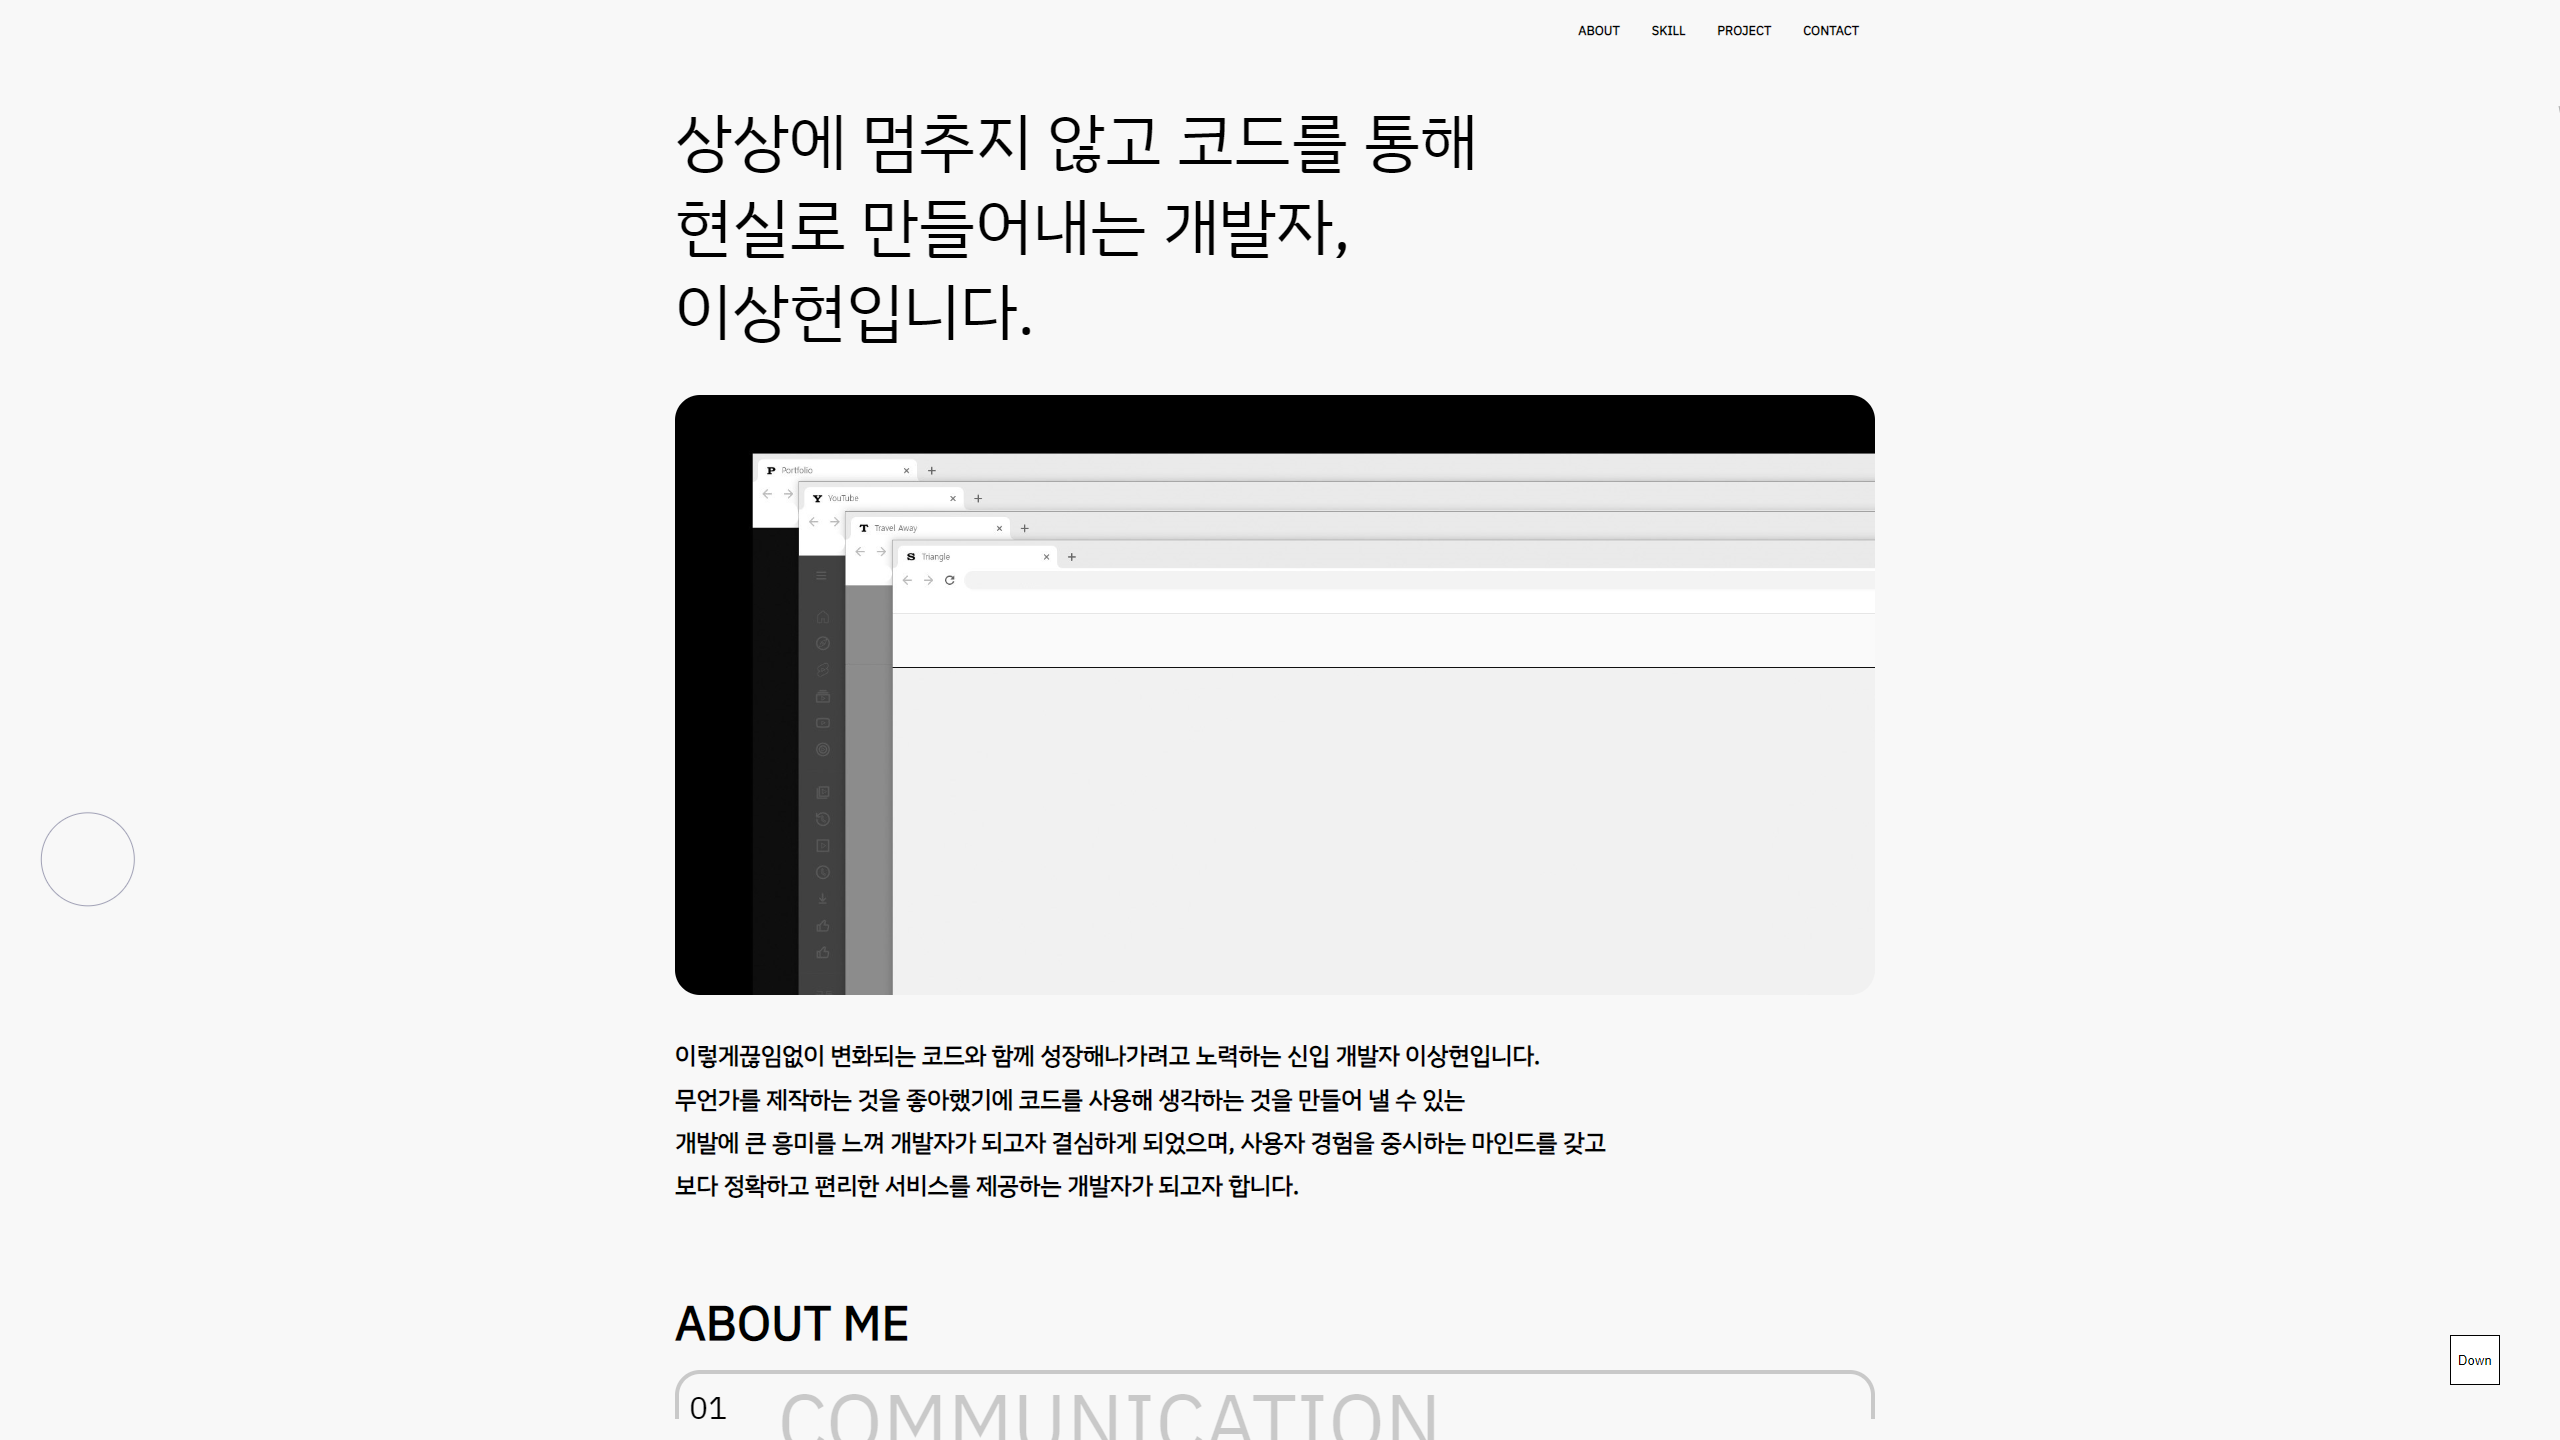 ABOUT SKILL PROJECT CONTACT
상상에 멈추지 않고 코드를 통해
현실로 만들어내는 개발자,
이상현입니다.
P Portfolio
Y YouTube
T Travel Away
S Triangle
이렇게끊임없이 변화되는 코드와 함께 성장해나가려고 노력하는 신입 개발자 이상현입니다.
무언가를 제작하는 것을 좋아했기에 코드를 사용해 생각하는 것을 만들어 낼 수 있는
개발에 큰 흥미를 느껴 개발자가 되고자 결심하게 되었으며, 사용자 경험을 중시하는 마인드를 갖고
보다 정확하고 편리한 서비스를 제공하는 개발자가 되고자 합니다.
ABOUT ME
Down
01 COMMUNICATION